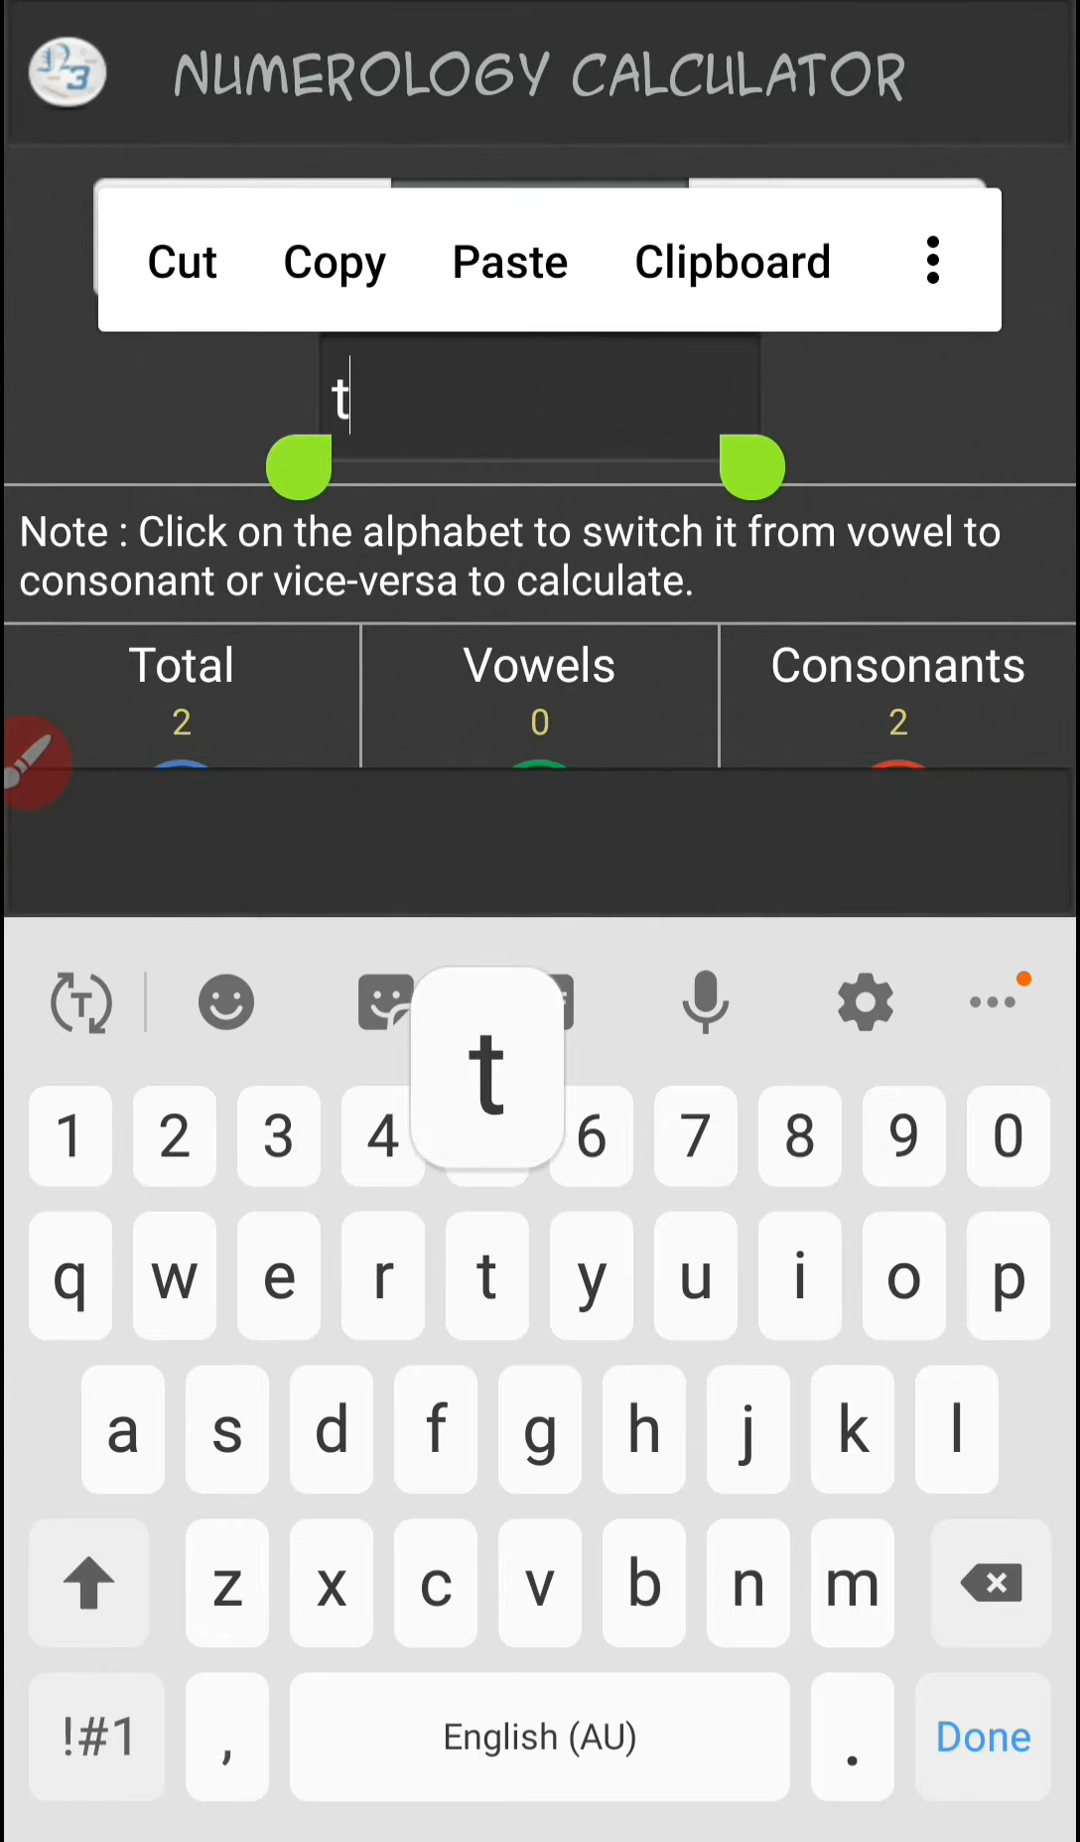 NUMEROLOGY CALCULATOR
Cut Copy Paste Clipboard
t
Note : Click on the alphabet to switch it from vowel to
consonant or vice-versa to calculate.
Total Vowels Consonants
2 0 2
t
1 2 3 4 6 7 8 9 0
q w e r t y u i o p
a s d f g h j k l
z x c v b n m
!#1 , English (AU) . Done